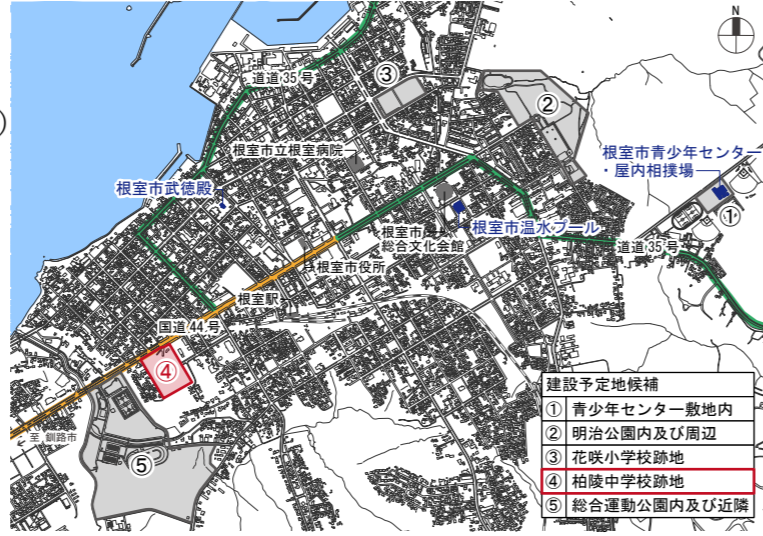 N
道道35号
③
②
根室市立根室病院
根室市青少年センター
・屋内相撲場
根室市武徳殿
①
根室市
総合文化会館
根室市温水プール
道道35号
根室市役所
根室駅
国道44号
④
至 釧路市
⑤
建設予定地候補
① 青少年センター敷地内
② 明治公園内及び周辺
③ 花咲小学校跡地
④ 柏陵中学校跡地
⑤ 総合運動公園内及び近隣